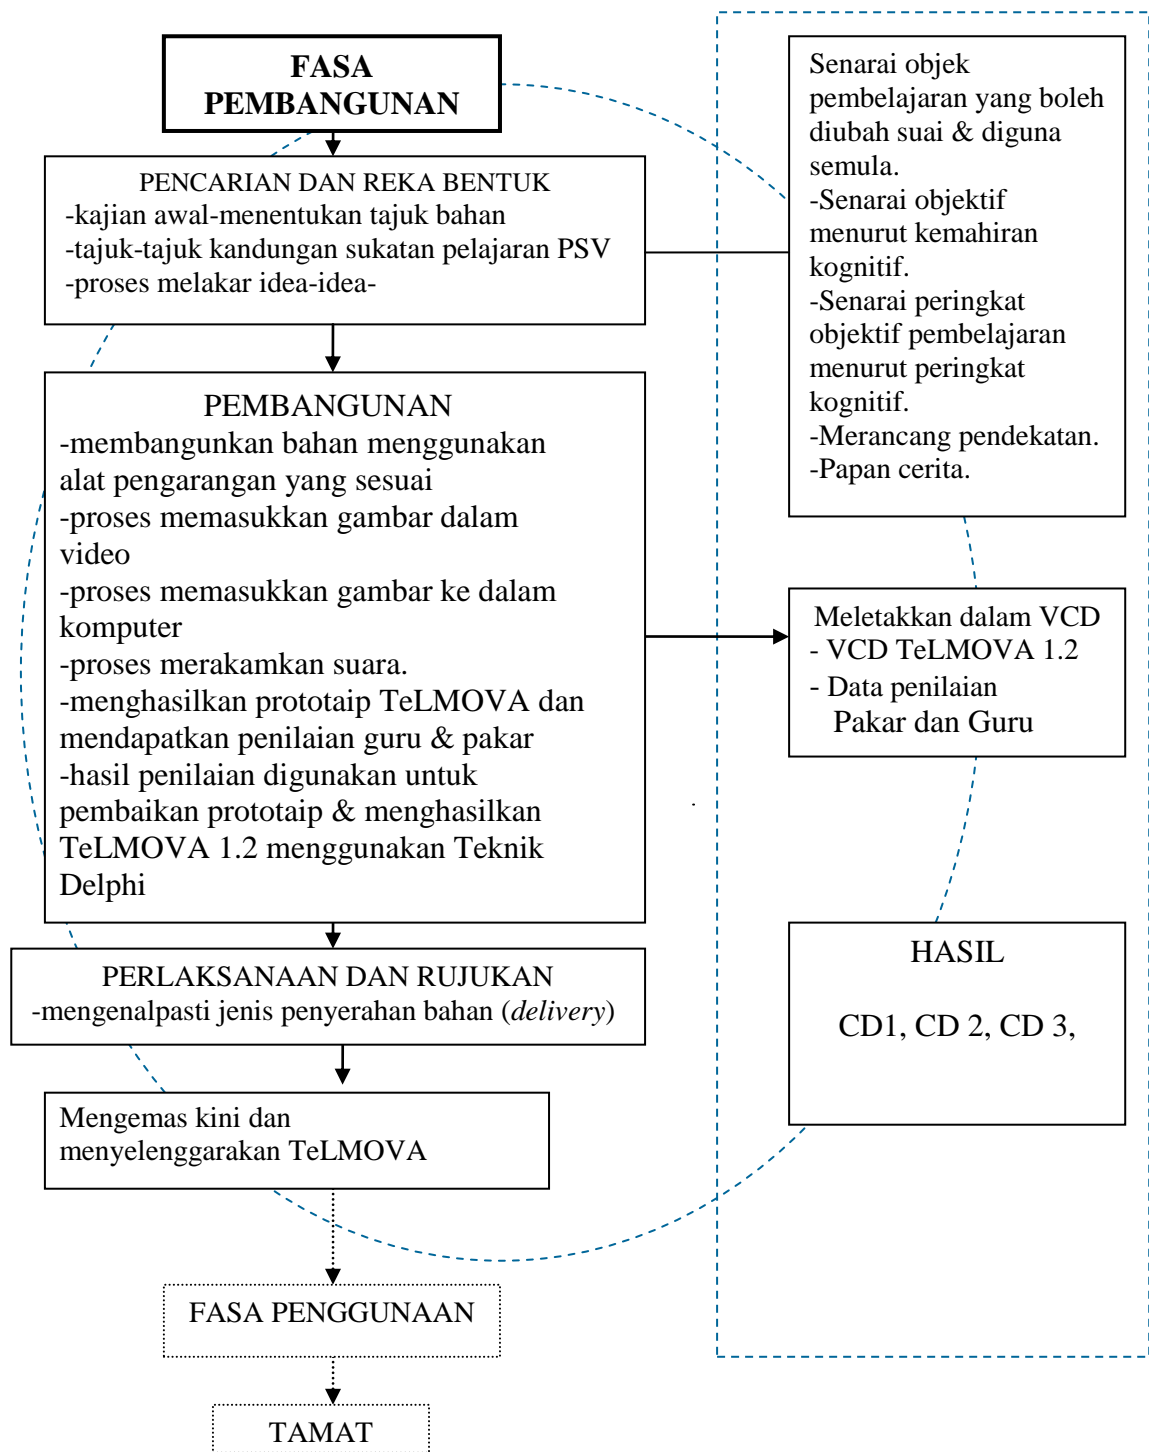 FASA
PEMBANGUNAN
PENCARIAN DAN REKA BENTUK
-kajian awal-menentukan tajuk bahan
-tajuk-tajuk kandungan sukatan pelajaran PSV
-proses melakar idea-idea-
Senarai objek
pembelajaran yang boleh
diubah suai & diguna
semula.
-Senarai objektif
menurut kemahiran
kognitif.
-Senarai peringkat
objektif pembelajaran
menurut peringkat
kognitif.
-Merancang pendekatan.
-Papan cerita.
PEMBANGUNAN
-membangunkan bahan menggunakan
alat pengarangan yang sesuai
-proses memasukkan gambar dalam
video
-proses memasukkan gambar ke dalam
komputer
-proses merakamkan suara.
-menghasilkan prototaip TeLMOVA dan
mendapatkan penilaian guru & pakar
-hasil penilaian digunakan untuk
pembaikan prototaip & menghasilkan
TeLMOVA 1.2 menggunakan Teknik
Delphi
Meletakkan dalam VCD
- VCD TeLMOVA 1.2
- Data penilaian
Pakar dan Guru
.
PERLAKSANAAN DAN RUJUKAN
-mengenalpasti jenis penyerahan bahan (delivery)
HASIL
CD1, CD 2, CD 3,
Mengemas kini dan
menyelenggarakan TeLMOVA
FASA PENGGUNAAN
TAMAT